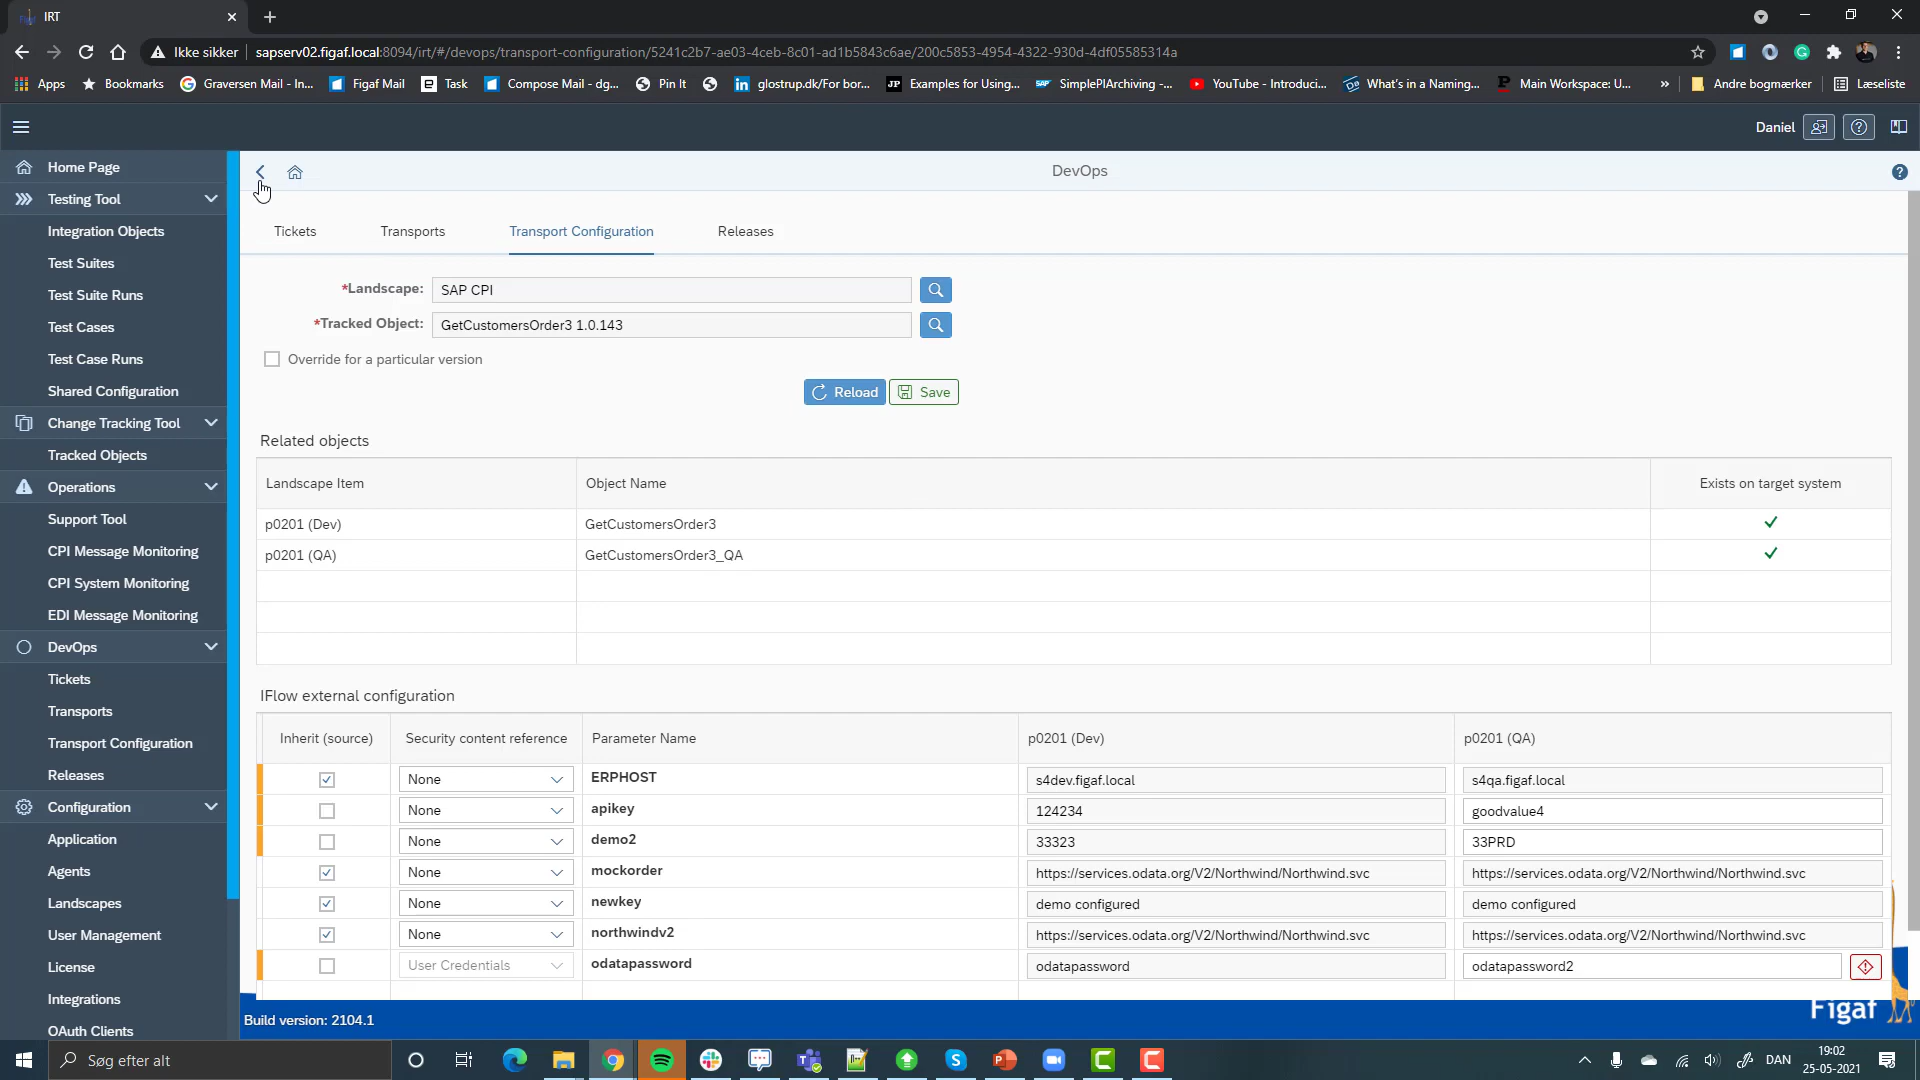 IRT
Ikke sikker
sapserv02.figaf.local:8094/irt/#/devops/transport-configuration/5241c2b7-ae03-4ceb-8c01-ad1b5843c6ae/200c5853-4954-4322-930d-4df05585314a
Apps Bookmarks Graversen Mail - In... Figaf Mail Task Compose Mail - dg... Pin It glostrup.dk/For bor... JP Examples for Using,... SAP SimplePIArchiving -... YouTube - Introduci... What's in a Naming,... Main Workspace: U... » Andre bogmærker Læseliste
Daniel
Home Page
Testing Tool
Integration Objects
Test Suites
Test Suite Runs
Test Cases
Test Case Runs
Shared Configuration
Change Tracking Tool
Tracked Objects
Operations
Support Tool
CPI Message Monitoring
CPI System Monitoring
EDI Message Monitoring
DevOps
Tickets
Transports
Transport Configuration
Releases
Configuration
Application
Agents
Landscapes
User Management
License
Integrations
OAuth Clients
DevOps
Tickets Transports Transport Configuration Releases
*Landscape: SAP CPI
*Tracked Object: GetCustomersOrder3 1.0.143
Override for a particular version
Reload Save
Related objects
Landscape Item Object Name Exists on target system
p0201 (Dev) GetCustomersOrder3
p0201 (QA) GetCustomersOrder3_QA
IFlow external configuration
Inherit (source) Security content reference Parameter Name p0201 (Dev) p0201 (QA)
None ERPHOST s4dev.figaf.local s4qa.figaf.local
None apikey 124234 goodvalue4
None demo2 33323 33PRD
None mockorder https://services.odata.org/V2/Northwind/Northwind.svc https://services.odata.org/V2/Northwind/Northwind.svc
None newkey demo configured demo configured
None northwindv2 https://services.odata.org/V2/Northwind/Northwind.svc https://services.odata.org/V2/Northwind/Northwind.svc
User Credentials odatapassword odatapassword odatapassword2
Build version: 2104.1
Figaf
Søg efter alt
DAN
19:02
25-05-2021